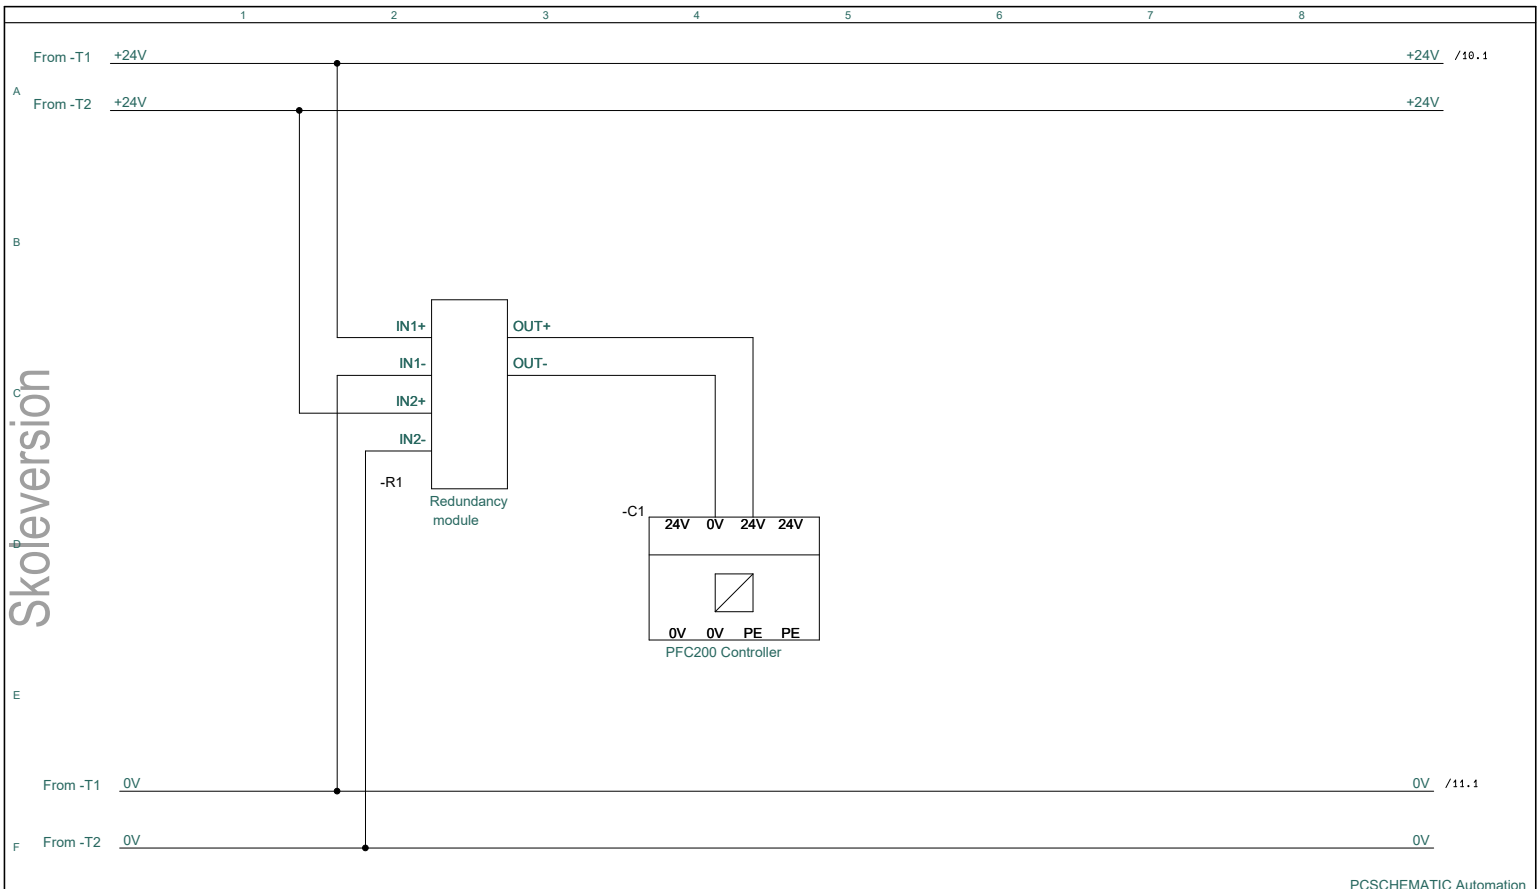 1 2 3 4 5 6 7 8
From -T1 +24V +24V /10.1
A
From -T2 +24V +24V
B
IN1+ OUT+
IN1- OUT-
C
IN2+
IN2-
-R1
Redundancy
module
-C1
24V 0V 24V 24V
D
0V 0V PE PE
PFC200 Controller
Skoleversion
E
From -T1 0V 0V /11.1
F From -T2 0V 0V
PCSCHEMATIC Automation